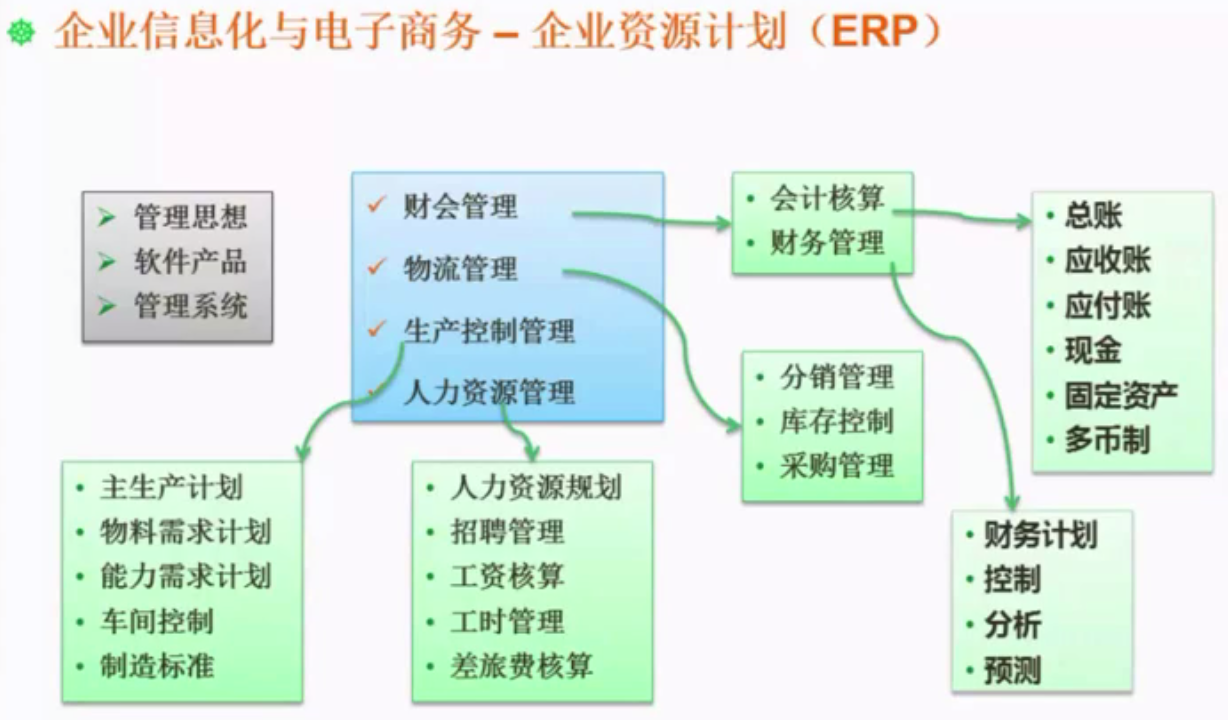 企业信息化与电子商务 – 企业资源计划（ERP）
管理思想
软件产品
管理系统
财会管理
物流管理
生产控制管理
人力资源管理
会计核算
财务管理
总账
应收账
应付账
现金
固定资产
多币制
分销管理
库存控制
采购管理
主生产计划
物料需求计划
能力需求计划
车间控制
制造标准
人力资源规划
招聘管理
工资核算
工时管理
差旅费核算
财务计划
控制
分析
预测